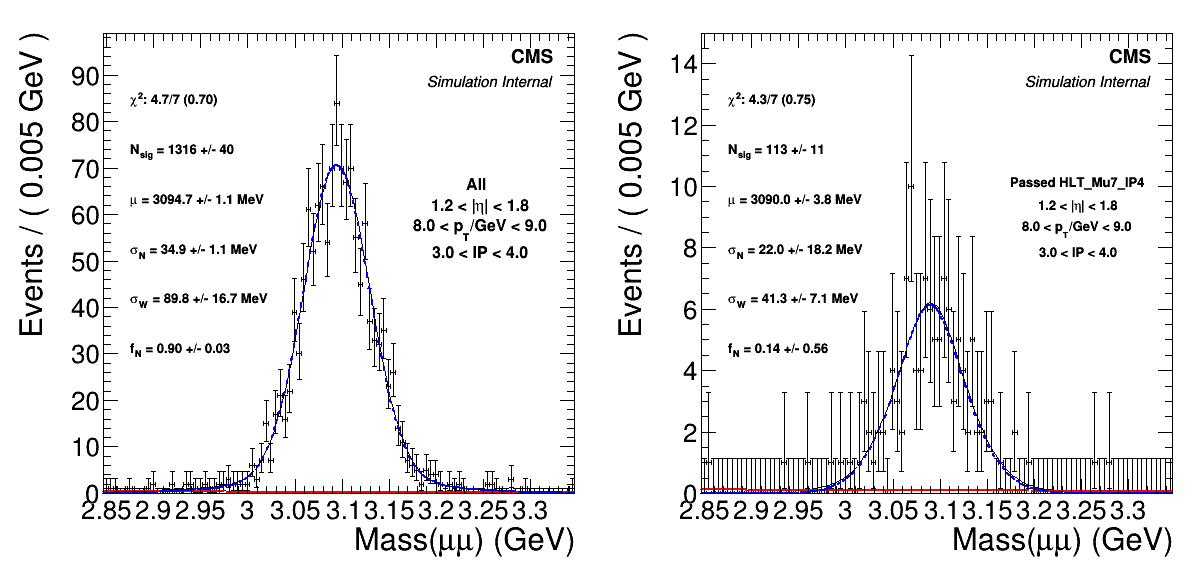 CMS
Simulation Internal
χ²: 4.7/7 (0.70)
N_sig = 1316 +/- 40
μ = 3094.7 +/- 1.1 MeV
σ_N = 34.9 +/- 1.1 MeV
σ_W = 89.8 +/- 16.7 MeV
f_N = 0.90 +/- 0.03
All
1.2 < |η| < 1.8
8.0 < p_T/GeV < 9.0
3.0 < IP < 4.0
Events / ( 0.005 GeV )
90
80
70
60
50
40
30
20
10
0
2.85 2.9 2.95 3 3.05 3.1 3.15 3.2 3.25 3.3
Mass(μμ) (GeV)
CMS
Simulation Internal
χ²: 4.3/7 (0.75)
N_sig = 113 +/- 11
μ = 3090.0 +/- 3.8 MeV
σ_N = 22.0 +/- 18.2 MeV
σ_W = 41.3 +/- 7.1 MeV
f_N = 0.14 +/- 0.56
Passed HLT_Mu7_IP4
1.2 < |η| < 1.8
8.0 < p_T/GeV < 9.0
3.0 < IP < 4.0
Events / ( 0.005 GeV )
14
12
10
8
6
4
2
0
2.85 2.9 2.95 3 3.05 3.1 3.15 3.2 3.25 3.3
Mass(μμ) (GeV)